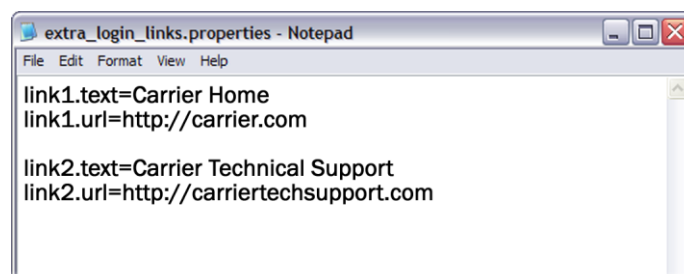 extra_login_links.properties - Notepad
File Edit Format View Help
link1.text=Carrier Home
link1.url=http://carrier.com
link2.text=Carrier Technical Support
link2.url=http://carriertechsupport.com